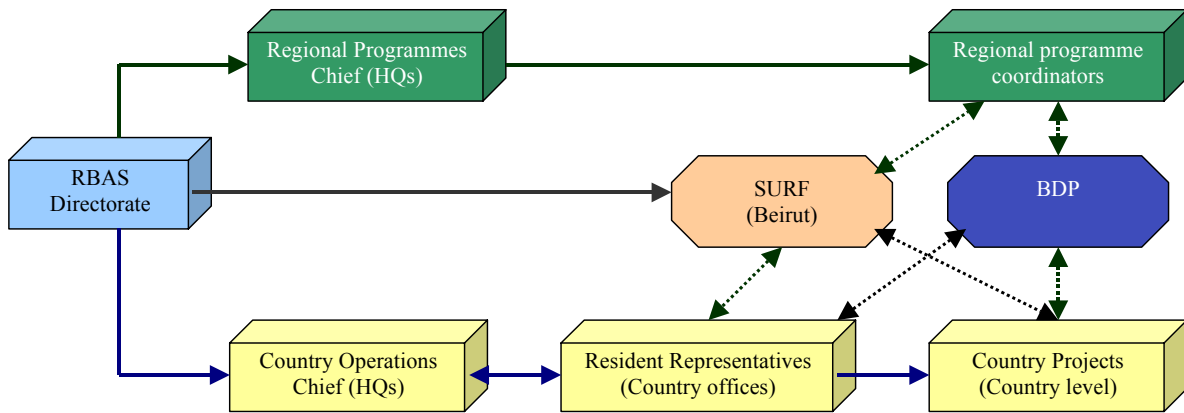 Regional Programmes
Chief (HQs)
Regional programme
coordinators
RBAS
Directorate
SURF
(Beirut)
BDP
Country Operations
Chief (HQs)
Resident Representatives
(Country offices)
Country Projects
(Country level)